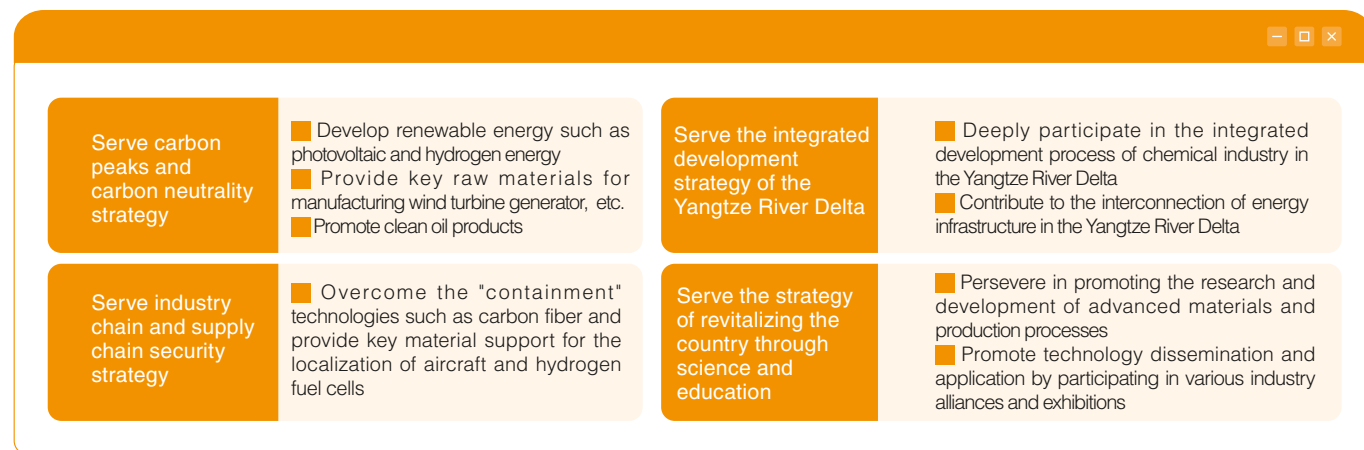 Serve carbon
peaks and
carbon neutrality
strategy
Develop renewable energy such as
photovoltaic and hydrogen energy
Provide key raw materials for
manufacturing wind turbine generator, etc.
Promote clean oil products
Serve the integrated
development
strategy of the
Yangtze River Delta
Deeply participate in the integrated
development process of chemical industry in
the Yangtze River Delta
Contribute to the interconnection of energy
infrastructure in the Yangtze River Delta
Serve industry
chain and supply
chain security
strategy
Overcome the "containment"
technologies such as carbon fiber and
provide key material support for the
localization of aircraft and hydrogen
fuel cells
Serve the strategy
of revitalizing the
country through
science and
education
Persevere in promoting the research and
development of advanced materials and
production processes
Promote technology dissemination and
application by participating in various industry
alliances and exhibitions